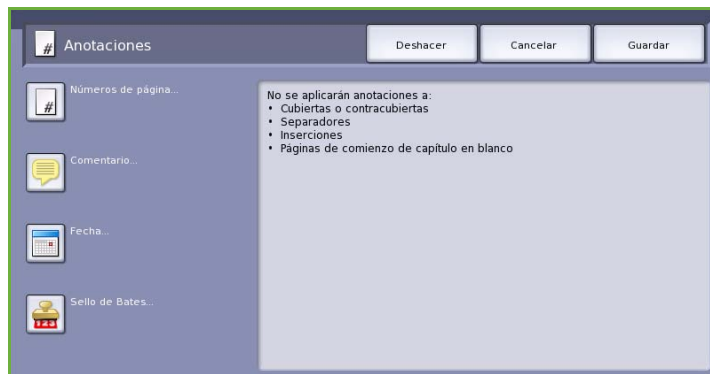 # Anotaciones
Deshacer
Cancelar
Guardar
# Números de página...
Comentario...
Fecha...
123 Sello de Bates...
No se aplicarán anotaciones a:
• Cubiertas o contracubiertas
• Separadores
• Inserciones
• Páginas de comienzo de capítulo en blanco